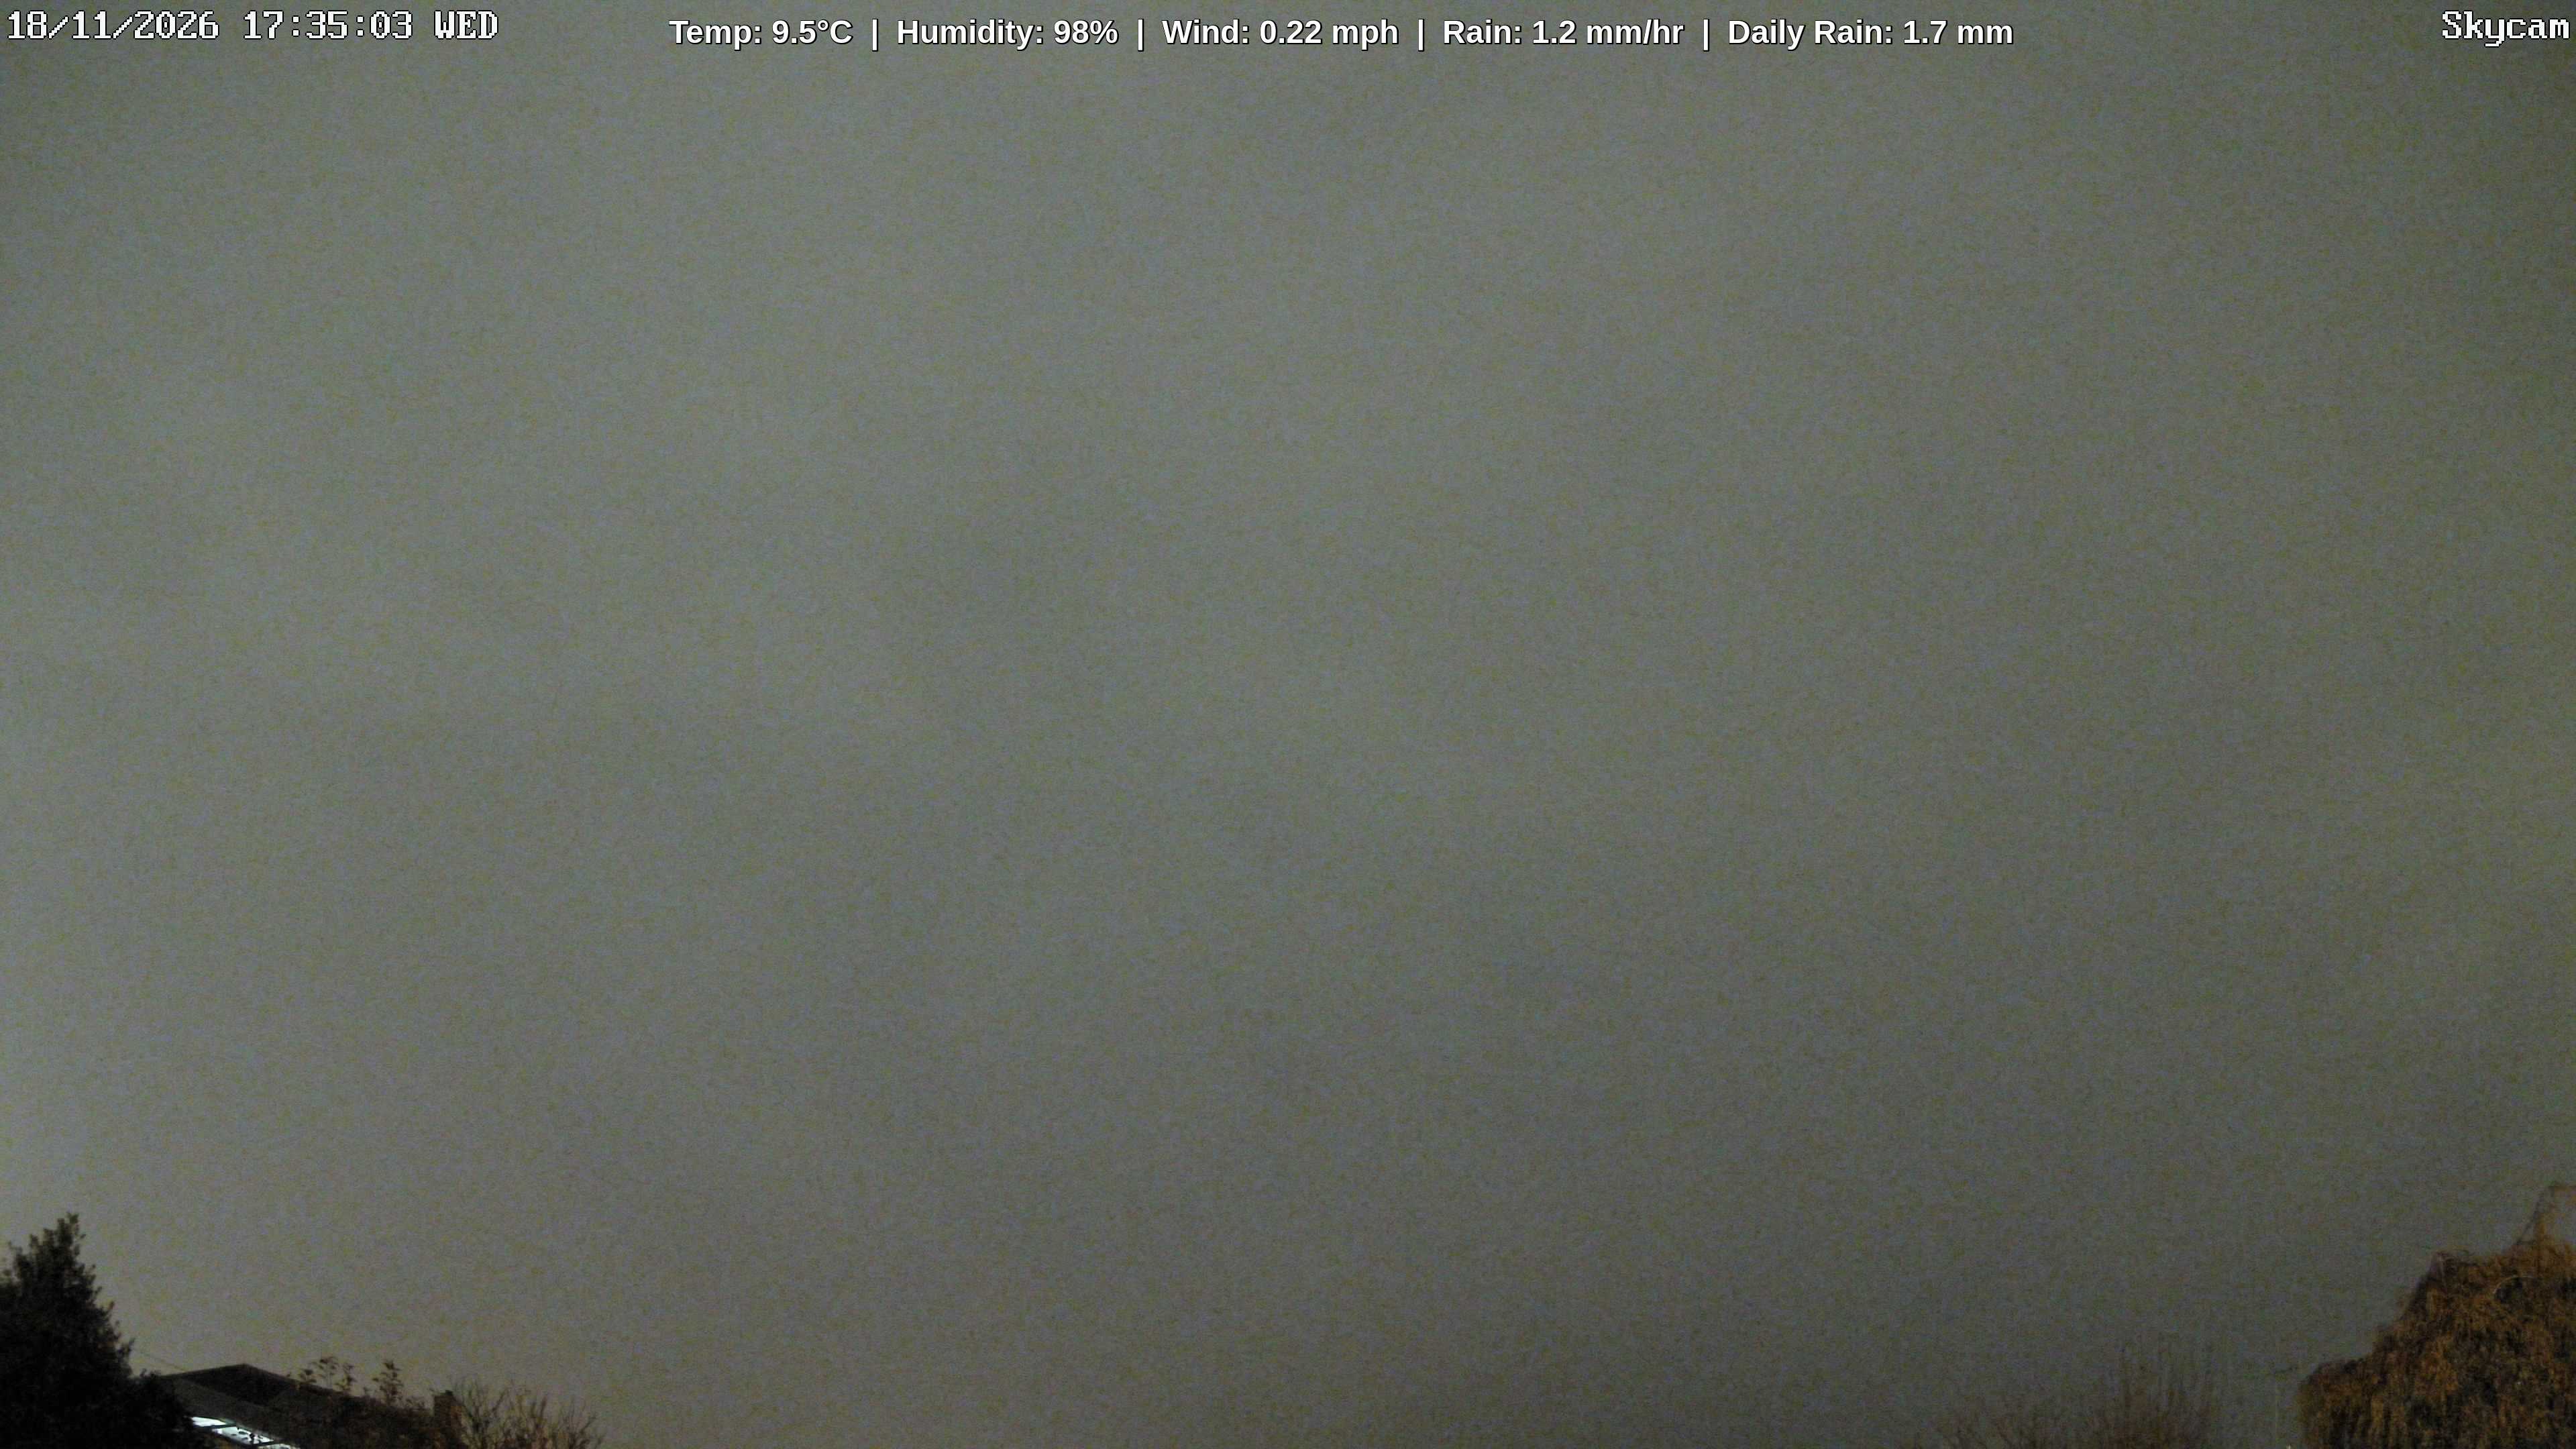 18/11/2026 17:35:03 WED
Temp: 9.5°C | Humidity: 98% | Wind: 0.22 mph | Rain: 1.2 mm/hr | Daily Rain: 1.7 mm
Skycam